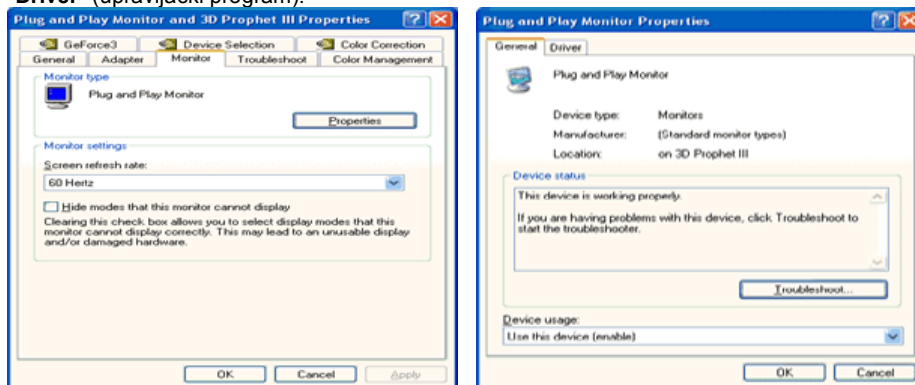 "Driver" (upravljački program).
Plug and Play Monitor and 3D Prophet III Properties
GeForce3
Device Selection
Color Correction
General
Adapter
Monitor
Troubleshoot
Color Management
Monitor type
Plug and Play Monitor
Properties
Monitor settings
Screen refresh rate:
60 Hertz
Hide modes that this monitor cannot display
Clearing this check box allows you to select display modes that this
monitor cannot display correctly. This may lead to an unusable display
and/or damaged hardware.
OK
Cancel
Apply
Plug and Play Monitor Properties
General
Driver
Plug and Play Monitor
Device type: Monitors
Manufacturer: (Standard monitor types)
Location: on 3D Prophet III
Device status
This device is working properly.
If you are having problems with this device, click Troubleshoot to
start the troubleshooter.
Troubleshoot...
Device usage:
Use this device (enable)
OK
Cancel